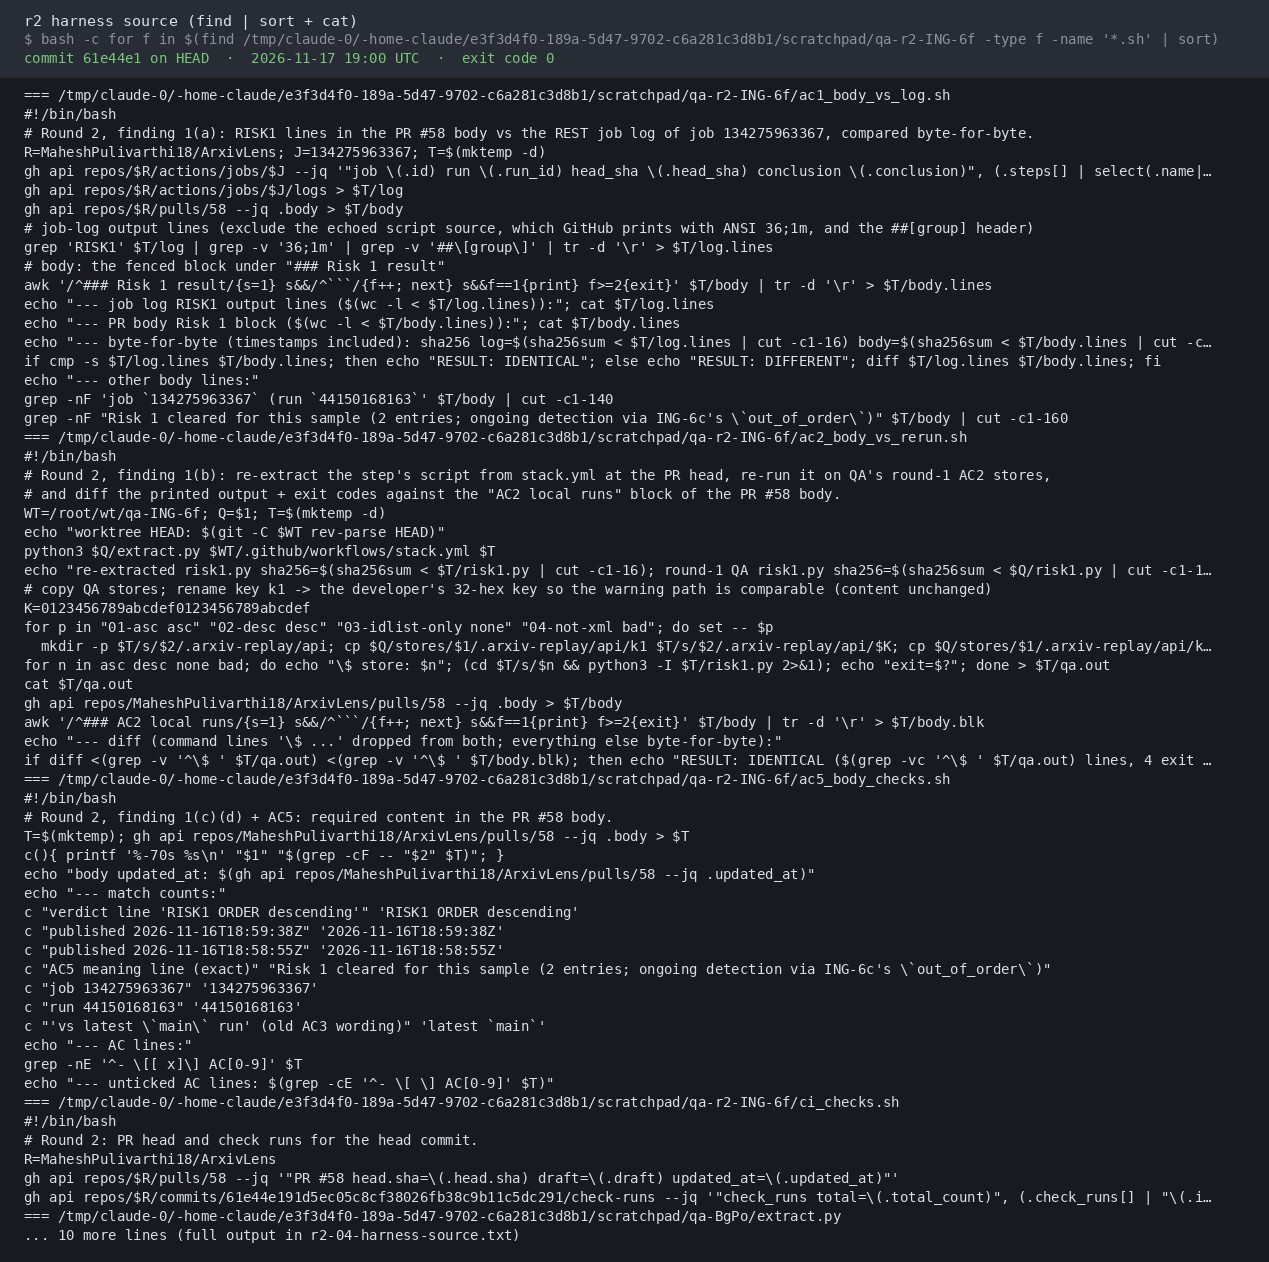 r2 harness source (find | sort + cat)
$ bash -c for f in $(find /tmp/claude-0/-home-claude/e3f3d4f0-189a-5d47-9702-c6a281c3d8b1/scratchpad/qa-r2-ING-6f -type f -name '*.sh' | sort)
commit 61e44e1 on HEAD  ·  2026-11-17 19:00 UTC  ·  exit code 0
=== /tmp/claude-0/-home-claude/e3f3d4f0-189a-5d47-9702-c6a281c3d8b1/scratchpad/qa-r2-ING-6f/ac1_body_vs_log.sh
#!/bin/bash
# Round 2, finding 1(a): RISK1 lines in the PR #58 body vs the REST job log of job 134275963367, compared byte-for-byte.
R=MaheshPulivarthi18/ArxivLens; J=134275963367; T=$(mktemp -d)
gh api repos/$R/actions/jobs/$J --jq '"job \(.id) run \(.run_id) head_sha \(.head_sha) conclusion \(.conclusion)", (.steps[] | select(.name|…
gh api repos/$R/actions/jobs/$J/logs > $T/log
gh api repos/$R/pulls/58 --jq .body > $T/body
# job-log output lines (exclude the echoed script source, which GitHub prints with ANSI 36;1m, and the ##[group] header)
grep 'RISK1' $T/log | grep -v '36;1m' | grep -v '##\[group\]' | tr -d '\r' > $T/log.lines
# body: the fenced block under "### Risk 1 result"
awk '/^### Risk 1 result/{s=1} s&&/^```/{f++; next} s&&f==1{print} f>=2{exit}' $T/body | tr -d '\r' > $T/body.lines
echo "--- job log RISK1 output lines ($(wc -l < $T/log.lines)):"; cat $T/log.lines
echo "--- PR body Risk 1 block ($(wc -l < $T/body.lines)):"; cat $T/body.lines
echo "--- byte-for-byte (timestamps included): sha256 log=$(sha256sum < $T/log.lines | cut -c1-16) body=$(sha256sum < $T/body.lines | cut -c…
if cmp -s $T/log.lines $T/body.lines; then echo "RESULT: IDENTICAL"; else echo "RESULT: DIFFERENT"; diff $T/log.lines $T/body.lines; fi
echo "--- other body lines:"
grep -nF 'job `134275963367` (run `44150168163`' $T/body | cut -c1-140
grep -nF "Risk 1 cleared for this sample (2 entries; ongoing detection via ING-6c's \`out_of_order\`)" $T/body | cut -c1-160
=== /tmp/claude-0/-home-claude/e3f3d4f0-189a-5d47-9702-c6a281c3d8b1/scratchpad/qa-r2-ING-6f/ac2_body_vs_rerun.sh
#!/bin/bash
# Round 2, finding 1(b): re-extract the step's script from stack.yml at the PR head, re-run it on QA's round-1 AC2 stores,
# and diff the printed output + exit codes against the "AC2 local runs" block of the PR #58 body.
WT=/root/wt/qa-ING-6f; Q=$1; T=$(mktemp -d)
echo "worktree HEAD: $(git -C $WT rev-parse HEAD)"
python3 $Q/extract.py $WT/.github/workflows/stack.yml $T
echo "re-extracted risk1.py sha256=$(sha256sum < $T/risk1.py | cut -c1-16); round-1 QA risk1.py sha256=$(sha256sum < $Q/risk1.py | cut -c1-1…
# copy QA stores; rename key k1 -> the developer's 32-hex key so the warning path is comparable (content unchanged)
K=0123456789abcdef0123456789abcdef
for p in "01-asc asc" "02-desc desc" "03-idlist-only none" "04-not-xml bad"; do set -- $p
  mkdir -p $T/s/$2/.arxiv-replay/api; cp $Q/stores/$1/.arxiv-replay/api/k1 $T/s/$2/.arxiv-replay/api/$K; cp $Q/stores/$1/.arxiv-replay/api/k…
for n in asc desc none bad; do echo "\$ store: $n"; (cd $T/s/$n && python3 -I $T/risk1.py 2>&1); echo "exit=$?"; done > $T/qa.out
cat $T/qa.out
gh api repos/MaheshPulivarthi18/ArxivLens/pulls/58 --jq .body > $T/body
awk '/^### AC2 local runs/{s=1} s&&/^```/{f++; next} s&&f==1{print} f>=2{exit}' $T/body | tr -d '\r' > $T/body.blk
echo "--- diff (command lines '\$ ...' dropped from both; everything else byte-for-byte):"
if diff <(grep -v '^\$ ' $T/qa.out) <(grep -v '^\$ ' $T/body.blk); then echo "RESULT: IDENTICAL ($(grep -vc '^\$ ' $T/qa.out) lines, 4 exit …
=== /tmp/claude-0/-home-claude/e3f3d4f0-189a-5d47-9702-c6a281c3d8b1/scratchpad/qa-r2-ING-6f/ac5_body_checks.sh
#!/bin/bash
# Round 2, finding 1(c)(d) + AC5: required content in the PR #58 body.
T=$(mktemp); gh api repos/MaheshPulivarthi18/ArxivLens/pulls/58 --jq .body > $T
c(){ printf '%-70s %s\n' "$1" "$(grep -cF -- "$2" $T)"; }
echo "body updated_at: $(gh api repos/MaheshPulivarthi18/ArxivLens/pulls/58 --jq .updated_at)"
echo "--- match counts:"
c "verdict line 'RISK1 ORDER descending'" 'RISK1 ORDER descending'
c "published 2026-11-16T18:59:38Z" '2026-11-16T18:59:38Z'
c "published 2026-11-16T18:58:55Z" '2026-11-16T18:58:55Z'
c "AC5 meaning line (exact)" "Risk 1 cleared for this sample (2 entries; ongoing detection via ING-6c's \`out_of_order\`)"
c "job 134275963367" '134275963367'
c "run 44150168163" '44150168163'
c "'vs latest \`main\` run' (old AC3 wording)" 'latest `main`'
echo "--- AC lines:"
grep -nE '^- \[[ x]\] AC[0-9]' $T
echo "--- unticked AC lines: $(grep -cE '^- \[ \] AC[0-9]' $T)"
=== /tmp/claude-0/-home-claude/e3f3d4f0-189a-5d47-9702-c6a281c3d8b1/scratchpad/qa-r2-ING-6f/ci_checks.sh
#!/bin/bash
# Round 2: PR head and check runs for the head commit.
R=MaheshPulivarthi18/ArxivLens
gh api repos/$R/pulls/58 --jq '"PR #58 head.sha=\(.head.sha) draft=\(.draft) updated_at=\(.updated_at)"'
gh api repos/$R/commits/61e44e191d5ec05c8cf38026fb38c9b11c5dc291/check-runs --jq '"check_runs total=\(.total_count)", (.check_runs[] | "\(.i…
=== /tmp/claude-0/-home-claude/e3f3d4f0-189a-5d47-9702-c6a281c3d8b1/scratchpad/qa-BgPo/extract.py
... 10 more lines (full output in r2-04-harness-source.txt)